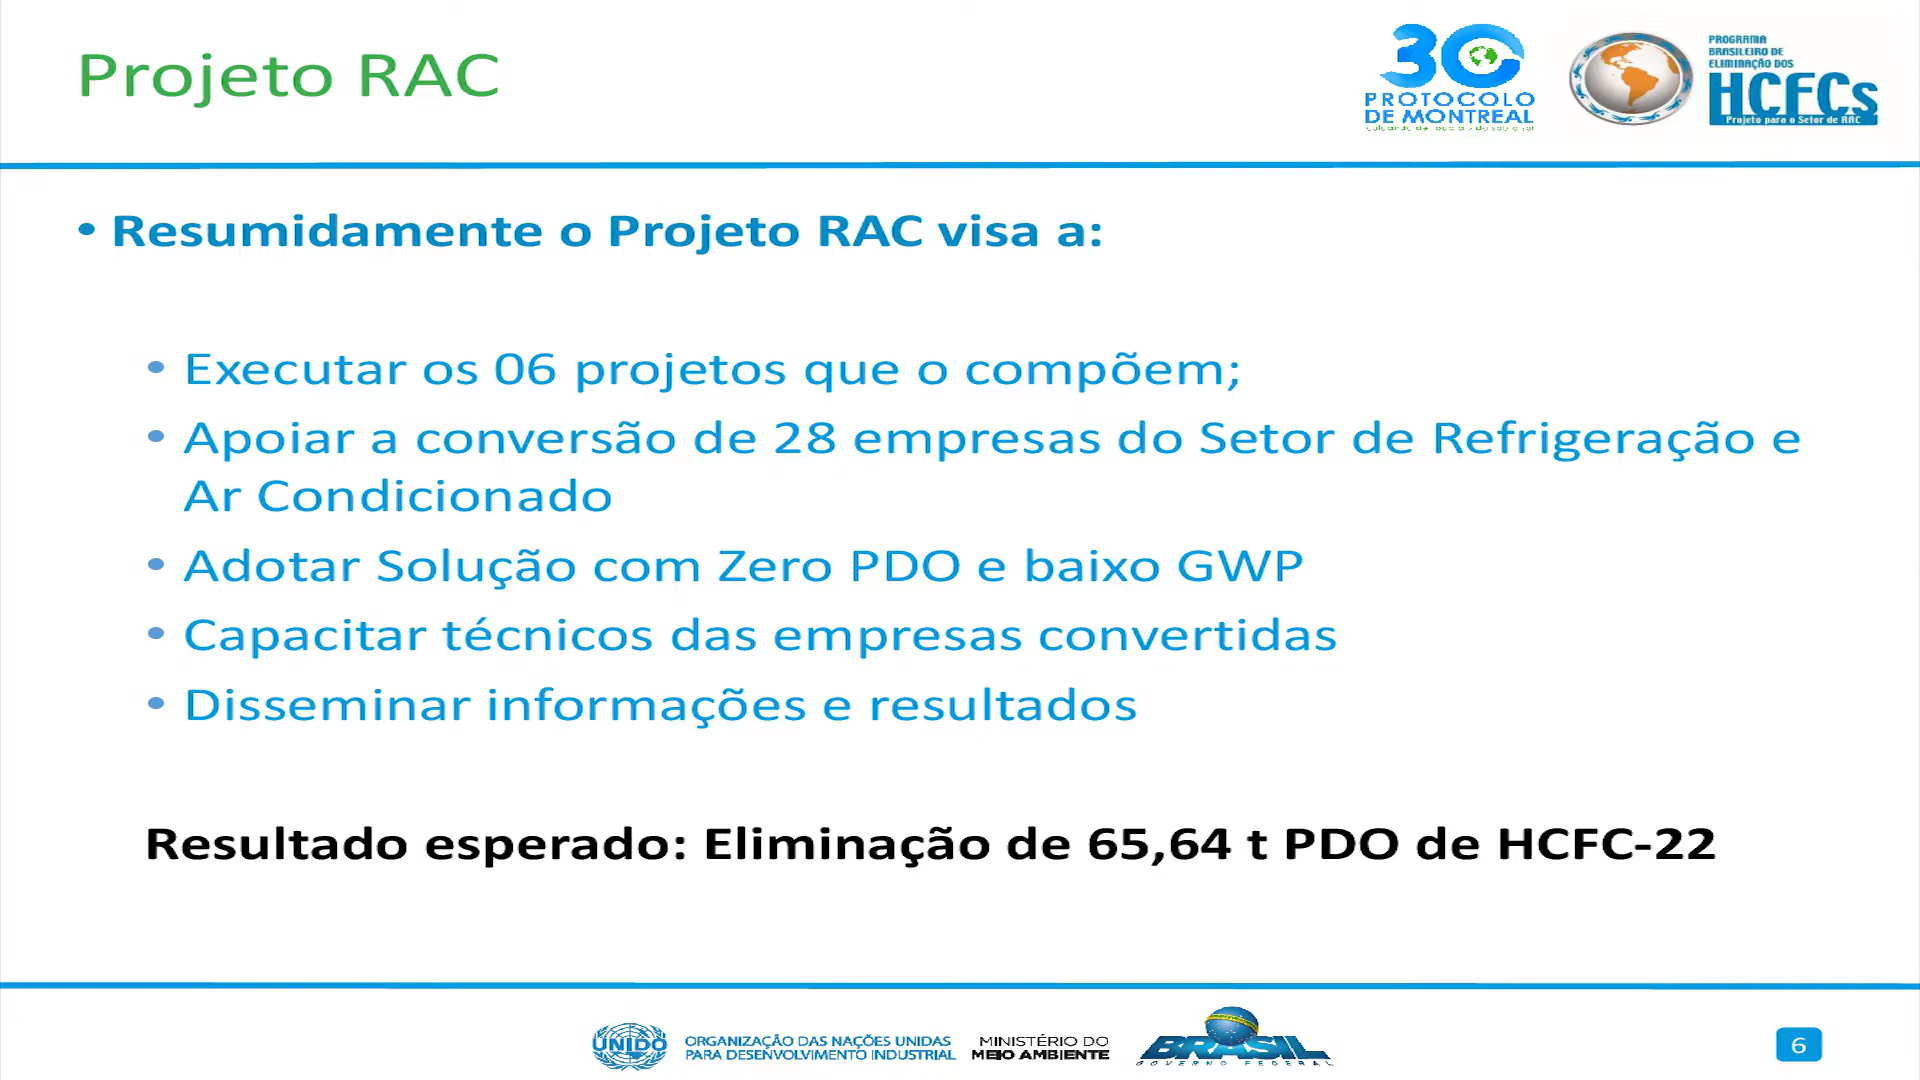 Projeto RAC
3O
PROTOCOLO
DE MONTREAL
PROGRAMA
BRASILEIRO DE
ELIMINAÇÃO DOS
HCFCs
Projeto para o Setor de RAC
• Resumidamente o Projeto RAC visa a:
• Executar os 06 projetos que o compõem;
• Apoiar a conversão de 28 empresas do Setor de Refrigeração e
Ar Condicionado
• Adotar Solução com Zero PDO e baixo GWP
• Capacitar técnicos das empresas convertidas
• Disseminar informações e resultados
Resultado esperado: Eliminação de 65,64 t PDO de HCFC-22
UNIDO
ORGANIZAÇÃO DAS NAÇÕES UNIDAS
PARA DESENVOLVIMENTO INDUSTRIAL
MINISTÉRIO DO
MEIO AMBIENTE
BRASIL
GOVERNO FEDERAL
6